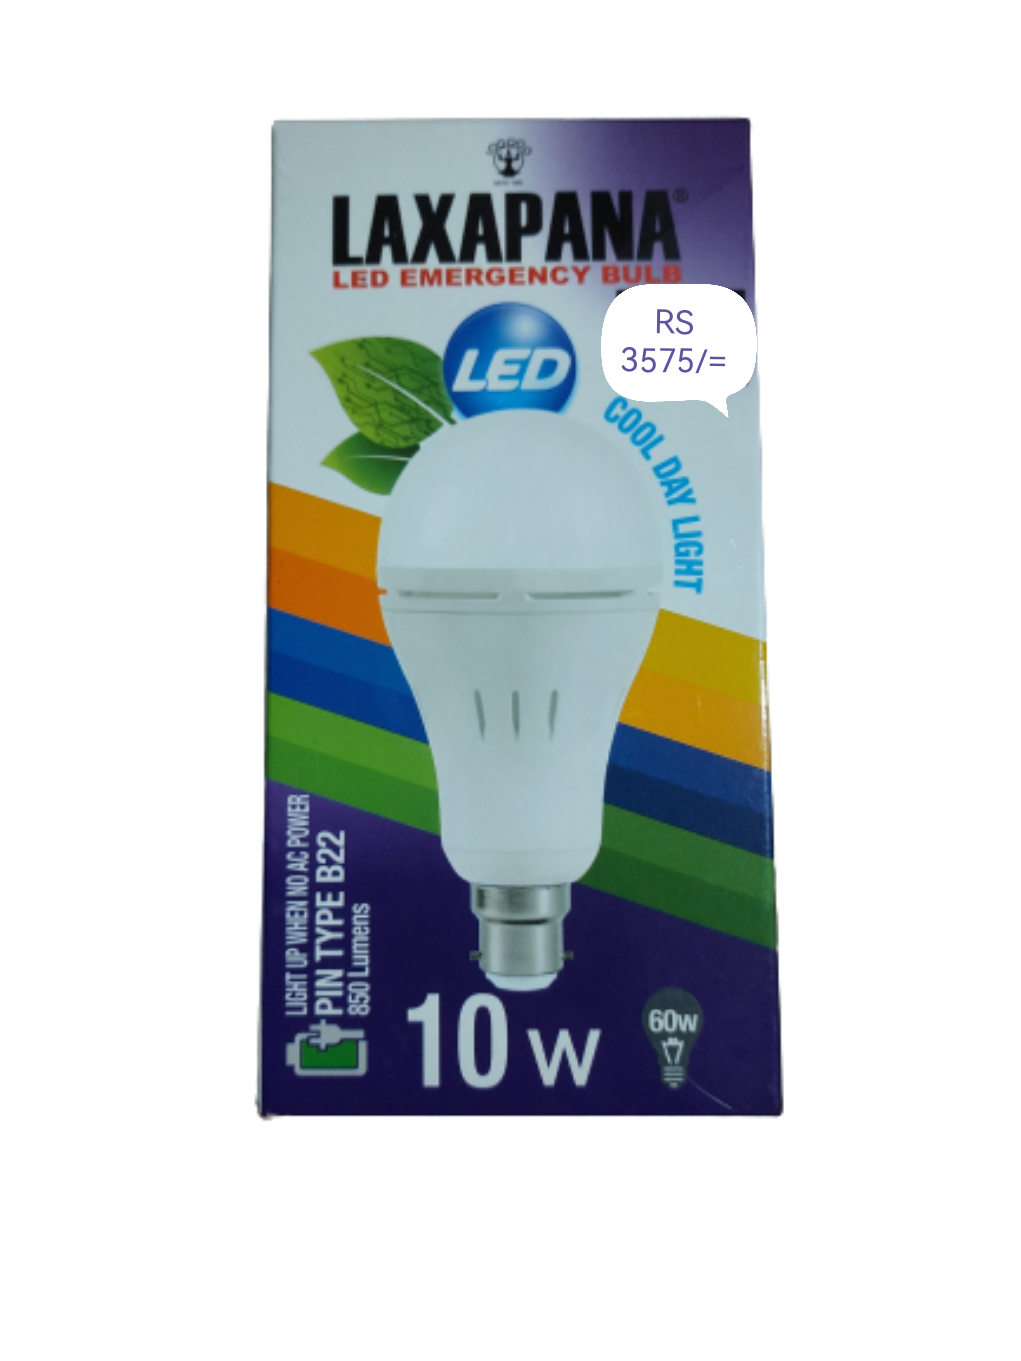 LAXAPANA®
LED EMERGENCY BULB
RS
3575/=
LED
COOL DAY LIGHT
LIGHT UP WHEN NO AC POWER
PIN TYPE B22
850 Lumens
10 W
60w